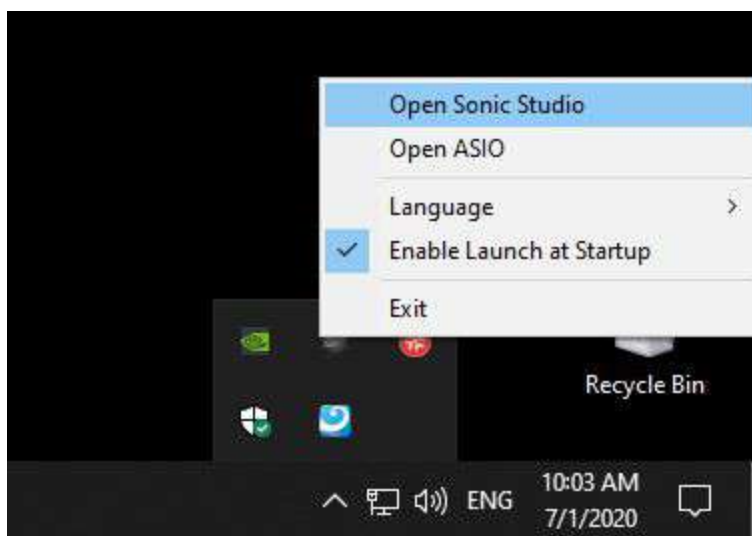 Open Sonic Studio
Open ASIO
Language
Enable Launch at Startup
Exit
Recycle Bin
ENG
10:03 AM
7/1/2020